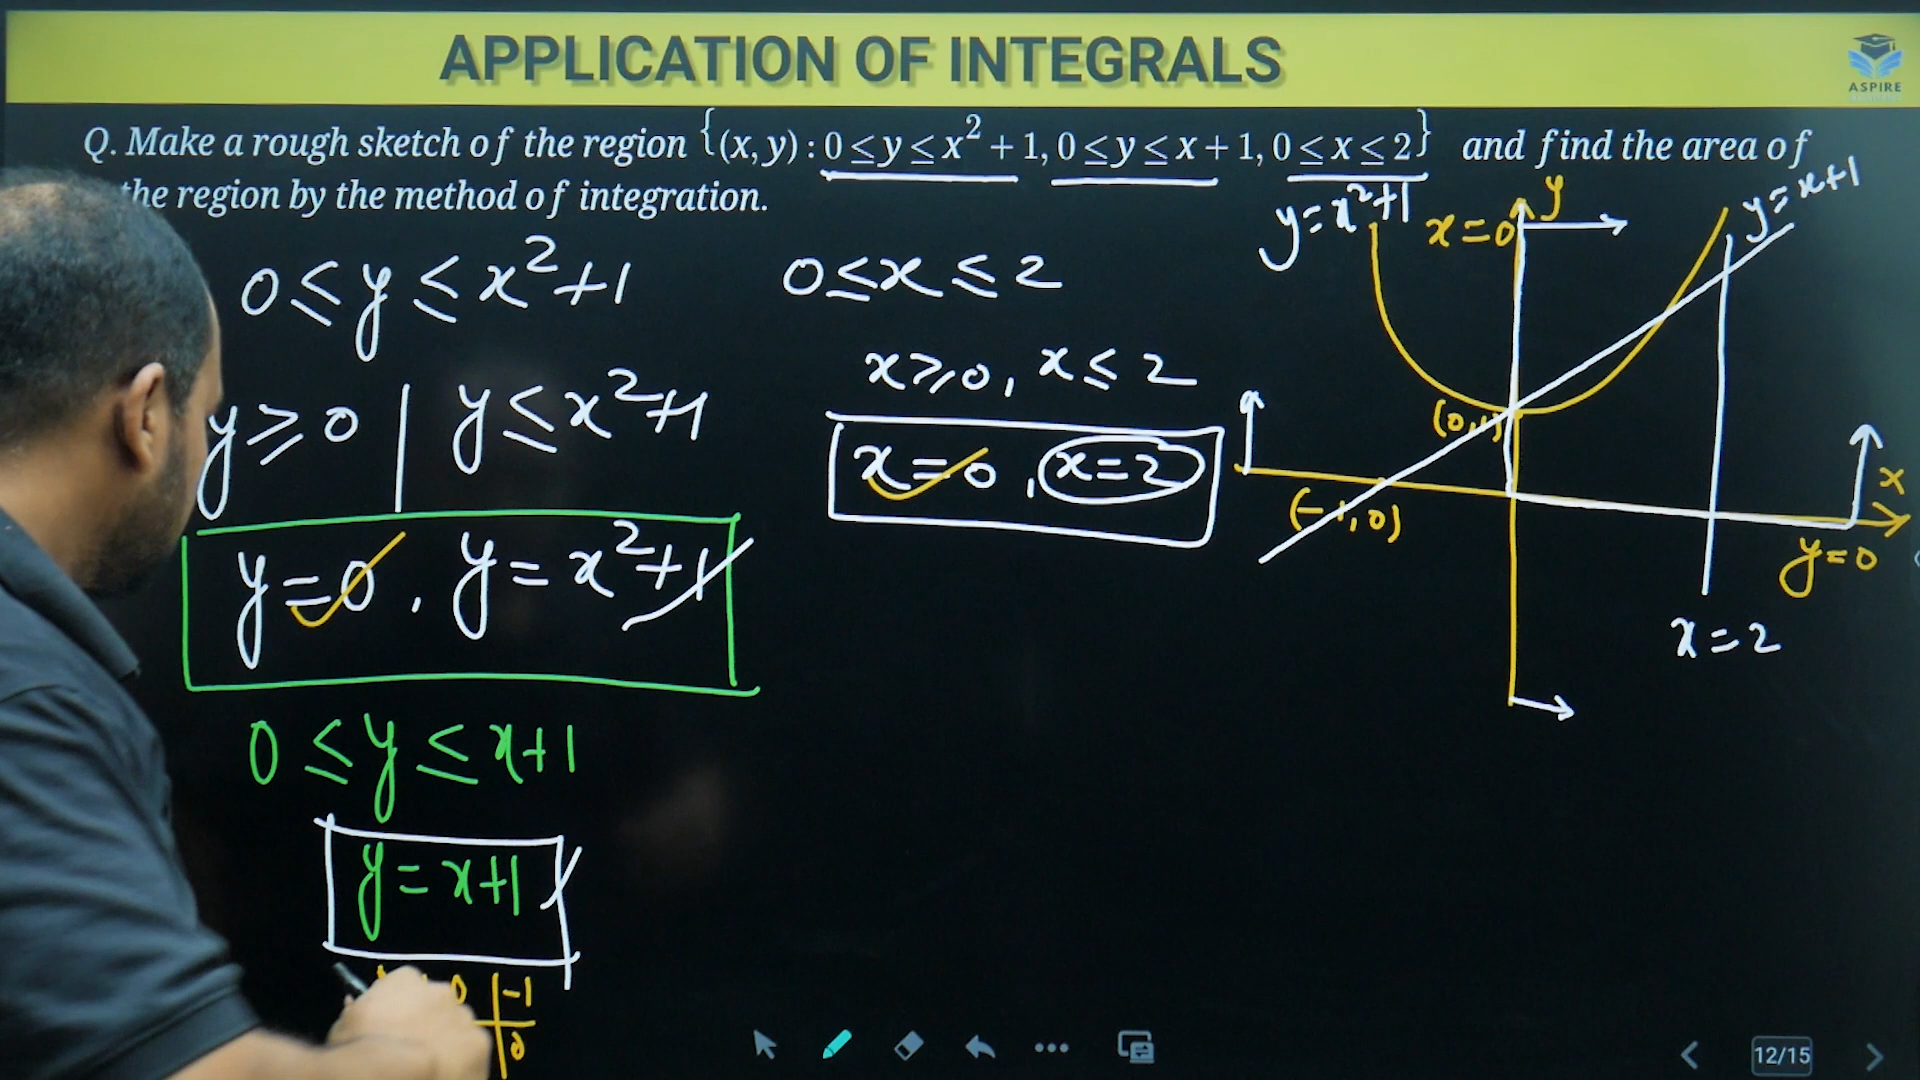 APPLICATION OF INTEGRALS
ASPIRE
Q. Make a rough sketch of the region {(x, y) : 0 ≤ y ≤ x² + 1, 0 ≤ y ≤ x + 1, 0 ≤ x ≤ 2} and find the area of
the region by the method of integration.
0 ≤ y ≤ x² + 1
y ≥ 0 | y ≤ x² + 1
y = 0 , y = x² + 1
0 ≤ y ≤ x + 1
y = x + 1
0 | -1
0
0 ≤ x ≤ 2
x ≥ 0, x ≤ 2
x = 0 , x = 2
y = x² + 1
x = 0
y
y = x + 1
(0,1)
(-1,0)
x
y = 0
x = 2
12/15